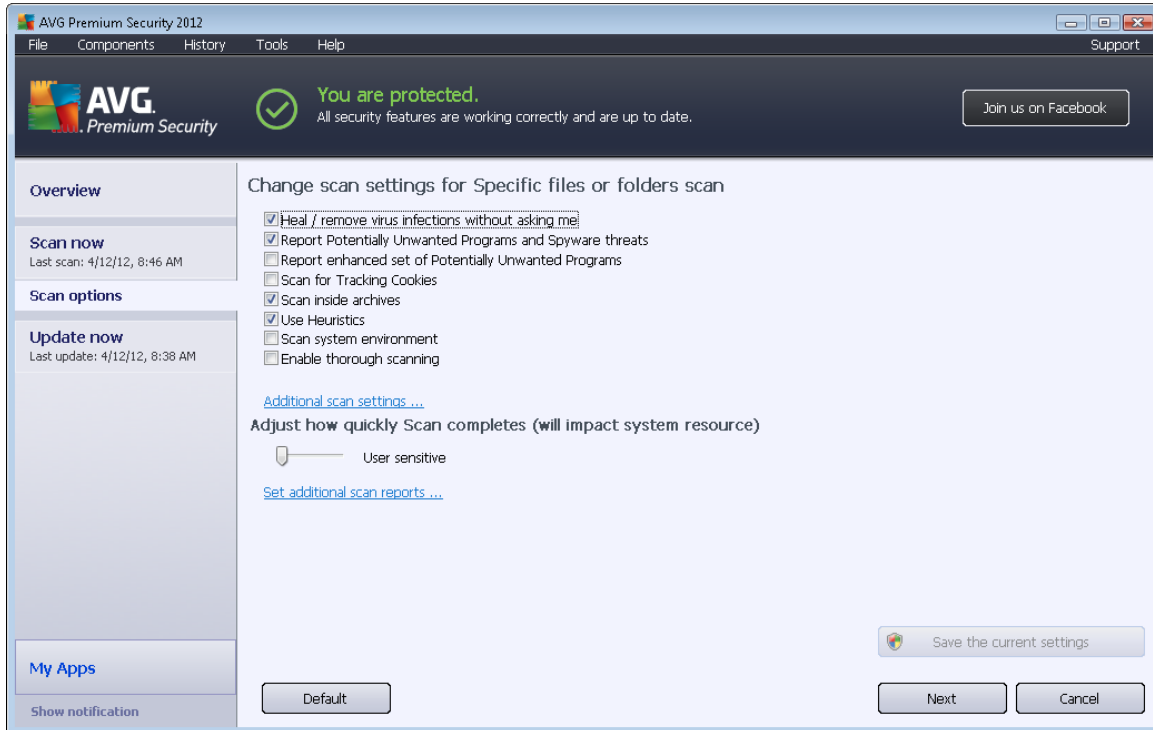 AVG Premium Security 2012
File Components History Tools Help Support
AVG.
Premium Security
You are protected.
All security features are working correctly and are up to date.
Join us on Facebook
Overview
Scan now
Last scan: 4/12/12, 8:46 AM
Scan options
Update now
Last update: 4/12/12, 8:38 AM
My Apps
Show notification
Change scan settings for Specific files or folders scan
Heal / remove virus infections without asking me
Report Potentially Unwanted Programs and Spyware threats
Report enhanced set of Potentially Unwanted Programs
Scan for Tracking Cookies
Scan inside archives
Use Heuristics
Scan system environment
Enable thorough scanning
Additional scan settings ...
Adjust how quickly Scan completes (will impact system resource)
User sensitive
Set additional scan reports ...
Save the current settings
Default
Next
Cancel